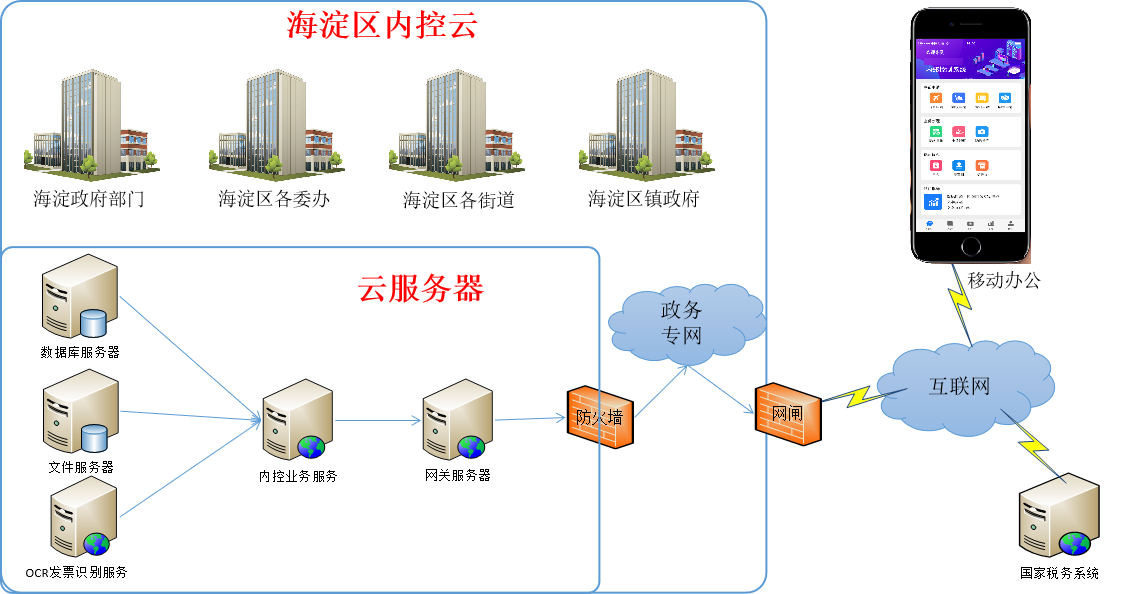 海淀区内控云
海淀政府部门
海淀区各委办
海淀区各街道
海淀区镇政府
移动办公
云服务器
政务
专网
数据库服务器
互联网
防火墙
网闸
文件服务器
内控业务服务
网关服务器
OCR发票识别服务
国家税务系统